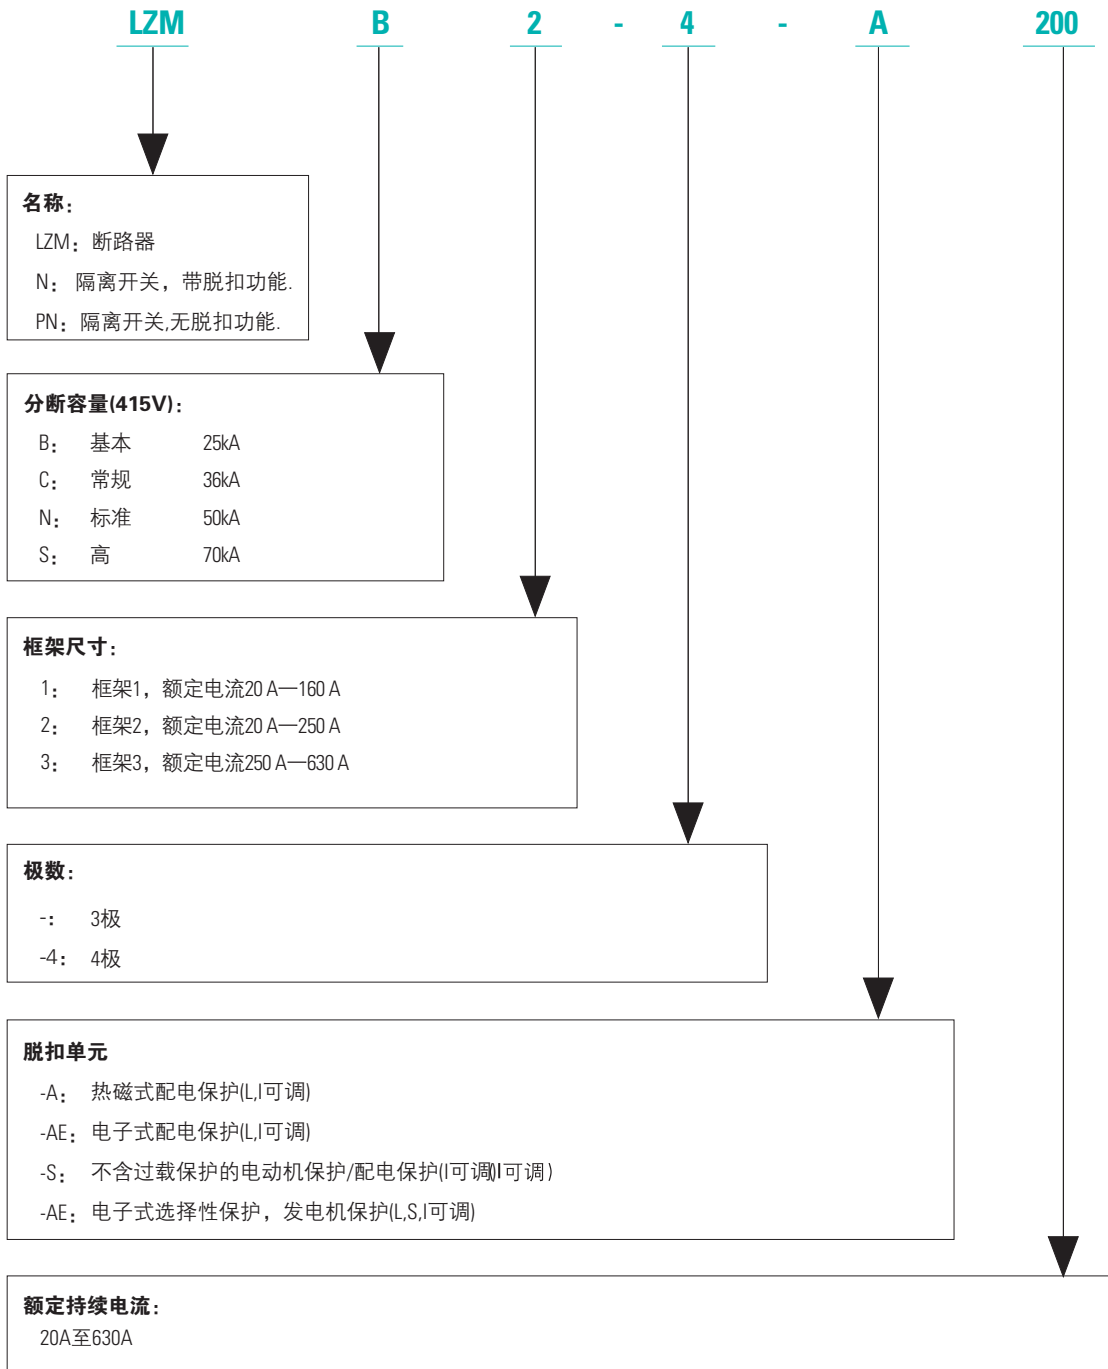 LZM B 2 - 4 - A 200
名称：
LZM：断路器
N：隔离开关，带脱扣功能.
PN：隔离开关,无脱扣功能.
分断容量(415V)：
B： 基本 25kA
C： 常规 36kA
N： 标准 50kA
S： 高 70kA
框架尺寸：
1： 框架1，额定电流20 A—160 A
2： 框架2，额定电流20 A—250 A
3： 框架3，额定电流250 A—630 A
极数：
-： 3极
-4： 4极
脱扣单元
-A： 热磁式配电保护(L,I可调)
-AE：电子式配电保护(L,I可调)
-S： 不含过载保护的电动机保护/配电保护(I可调)I可调)
-AE：电子式选择性保护，发电机保护(L,S,I可调)
额定持续电流：
20A至630A